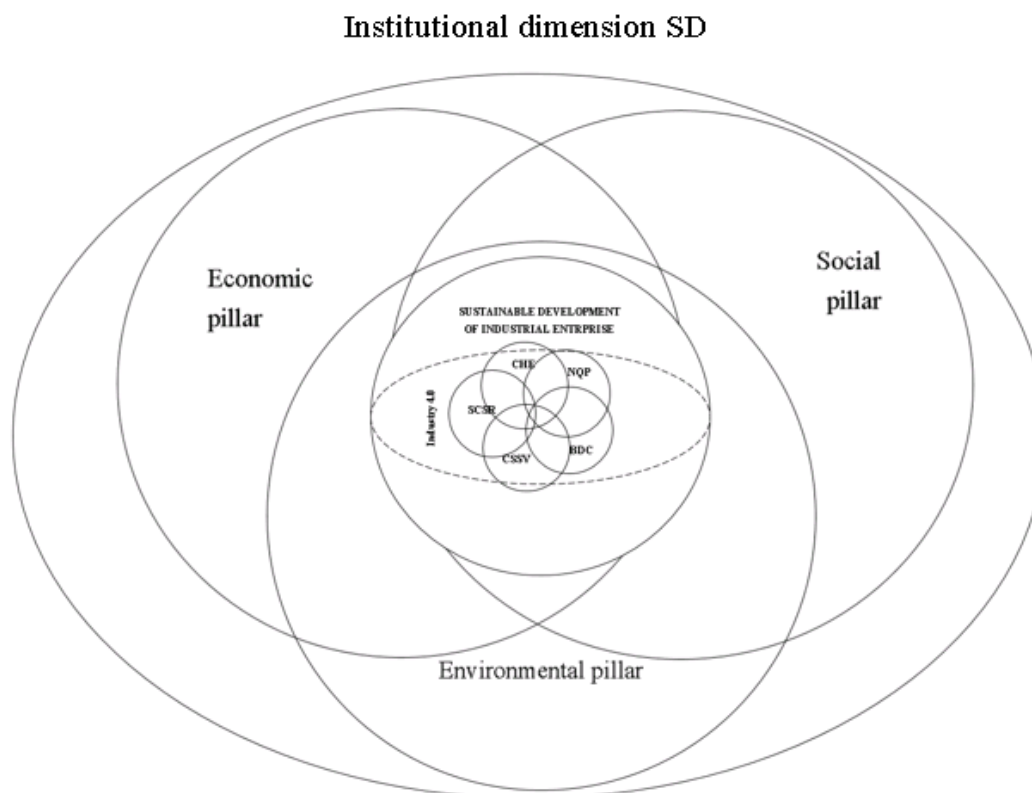 Institutional dimension SD
Economic
pillar
Social
pillar
SUSTAINABLE DEVELOPMENT
OF INDUSTRIAL ENTRPRISE
CHE
NQP
Industry 4.0
SCSR
CSSV
BDC
Environmental pillar